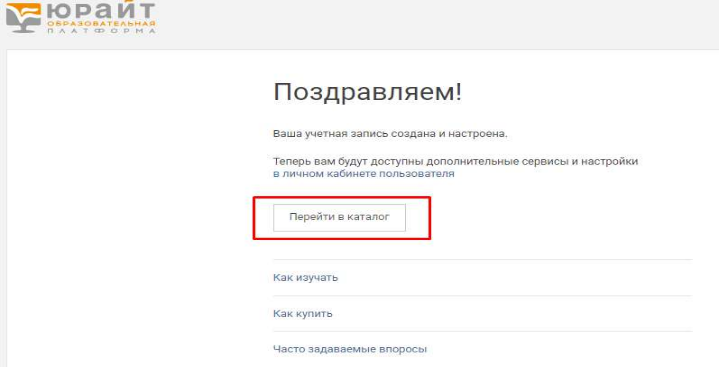 юрайт
ОБРАЗОВАТЕЛЬНАЯ
ПЛАТФОРМА
Поздравляем!
Ваша учетная запись создана и настроена.
Теперь вам будут доступны дополнительные сервисы и настройки
в личном кабинете пользователя
Перейти в каталог
Как изучать
Как купить
Часто задаваемые впоросы